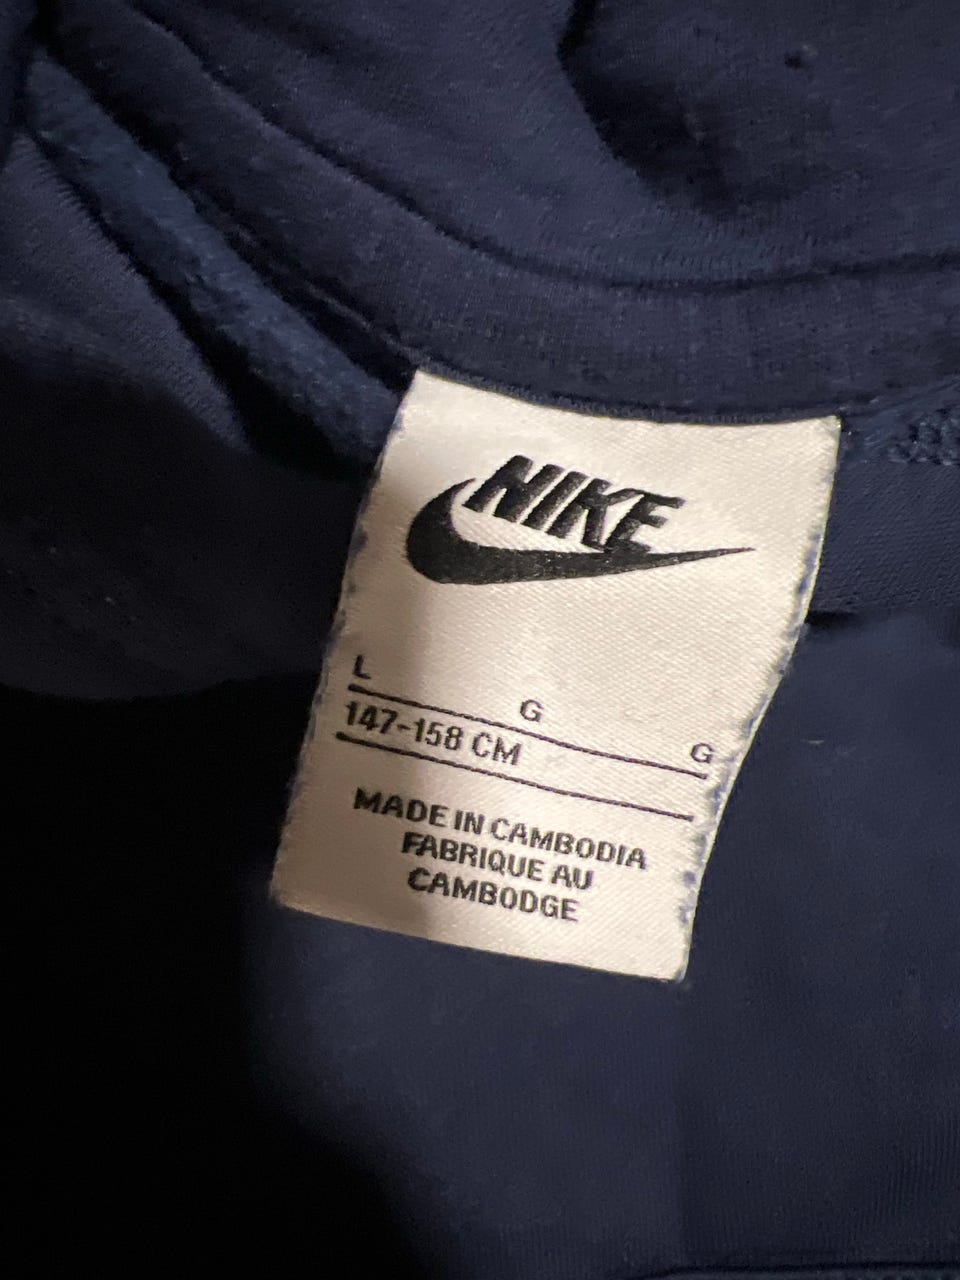 NIKE
L G G
147-158 CM
MADE IN CAMBODIA
FABRIQUE AU
CAMBODGE